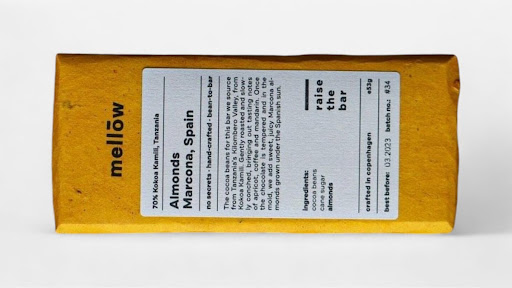 mellōw
70% Kokoa Kamili, Tanzania
Almonds
Marcona, Spain
no secrets · hand-crafted · bean-to-bar
The cocoa beans for this bar we source
from Tanzania's Kilombero Valley, from
Kokoa Kamili. Gently roasted and slow-
ly conched, bringing out tasting notes
of apricot, coffee and mandarin. Once
the chocolate is tempered and in the
mold, we add sweet, juicy Marcona al-
monds grown under the Spanish sun.
raise
the
bar
Ingredients:
cocoa beans
cane sugar
almonds
crafted in copenhagen
e53g
best before: 03.2023 batch no.: #34